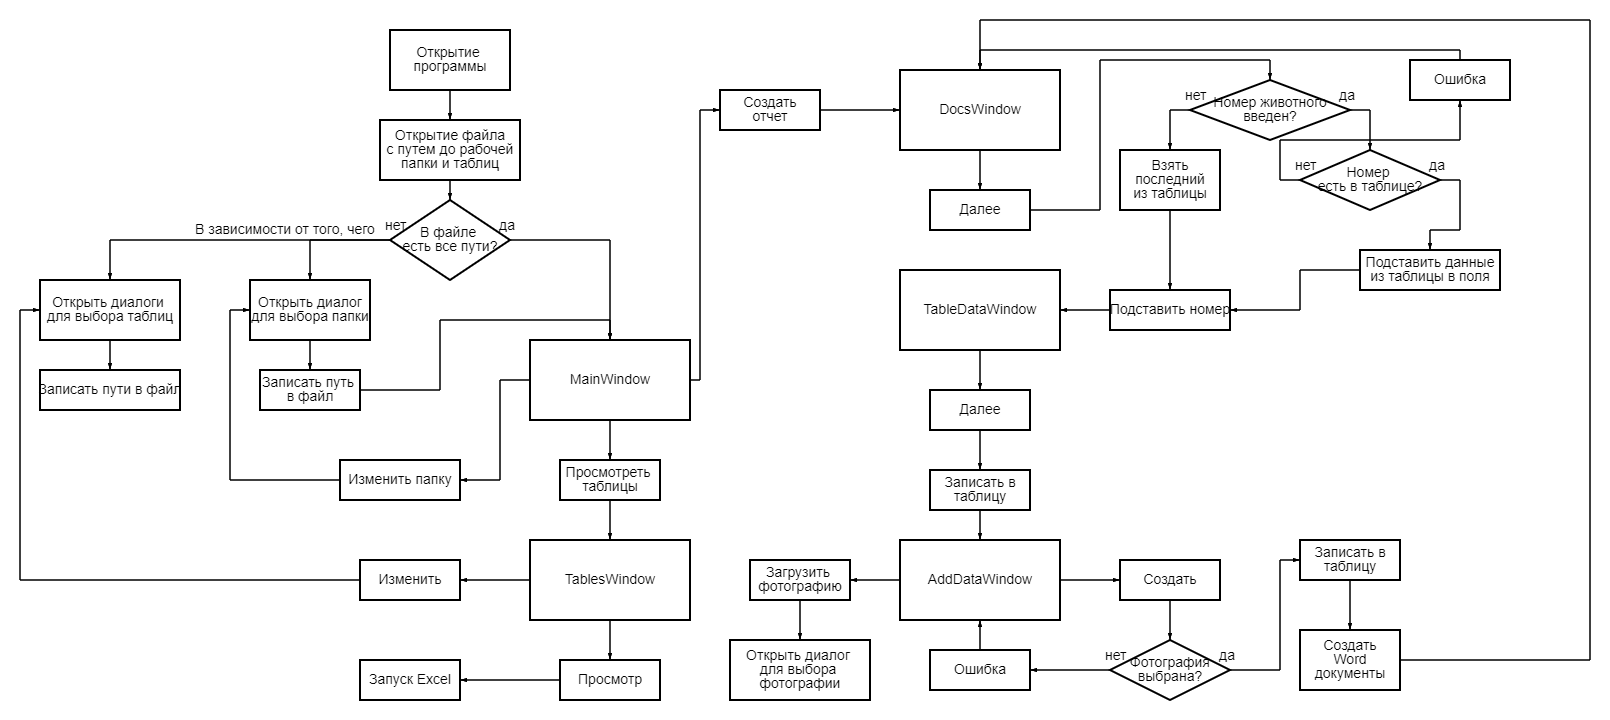 Открытие
программы
Открытие файла
с путем до рабочей
папки и таблиц
В файле
есть все пути?
нет
да
В зависимости от того, чего
Открыть диалоги
для выбора таблиц
Записать пути в файл
Открыть диалог
для выбора папки
Записать путь
в файл
MainWindow
Изменить папку
Просмотреть
таблицы
TablesWindow
Изменить
Просмотр
Запуск Excel
Создать
отчет
DocsWindow
Далее
Номер животного
введен?
нет
да
Ошибка
Взять
последний
из таблицы
Номер
есть в таблице?
нет
да
Подставить данные
из таблицы в поля
Подставить номер
TableDataWindow
Далее
Записать в
таблицу
AddDataWindow
Загрузить
фотографию
Открыть диалог
для выбора
фотографии
Создать
Фотография
выбрана?
нет
да
Ошибка
Записать в
таблицу
Создать
Word
документы